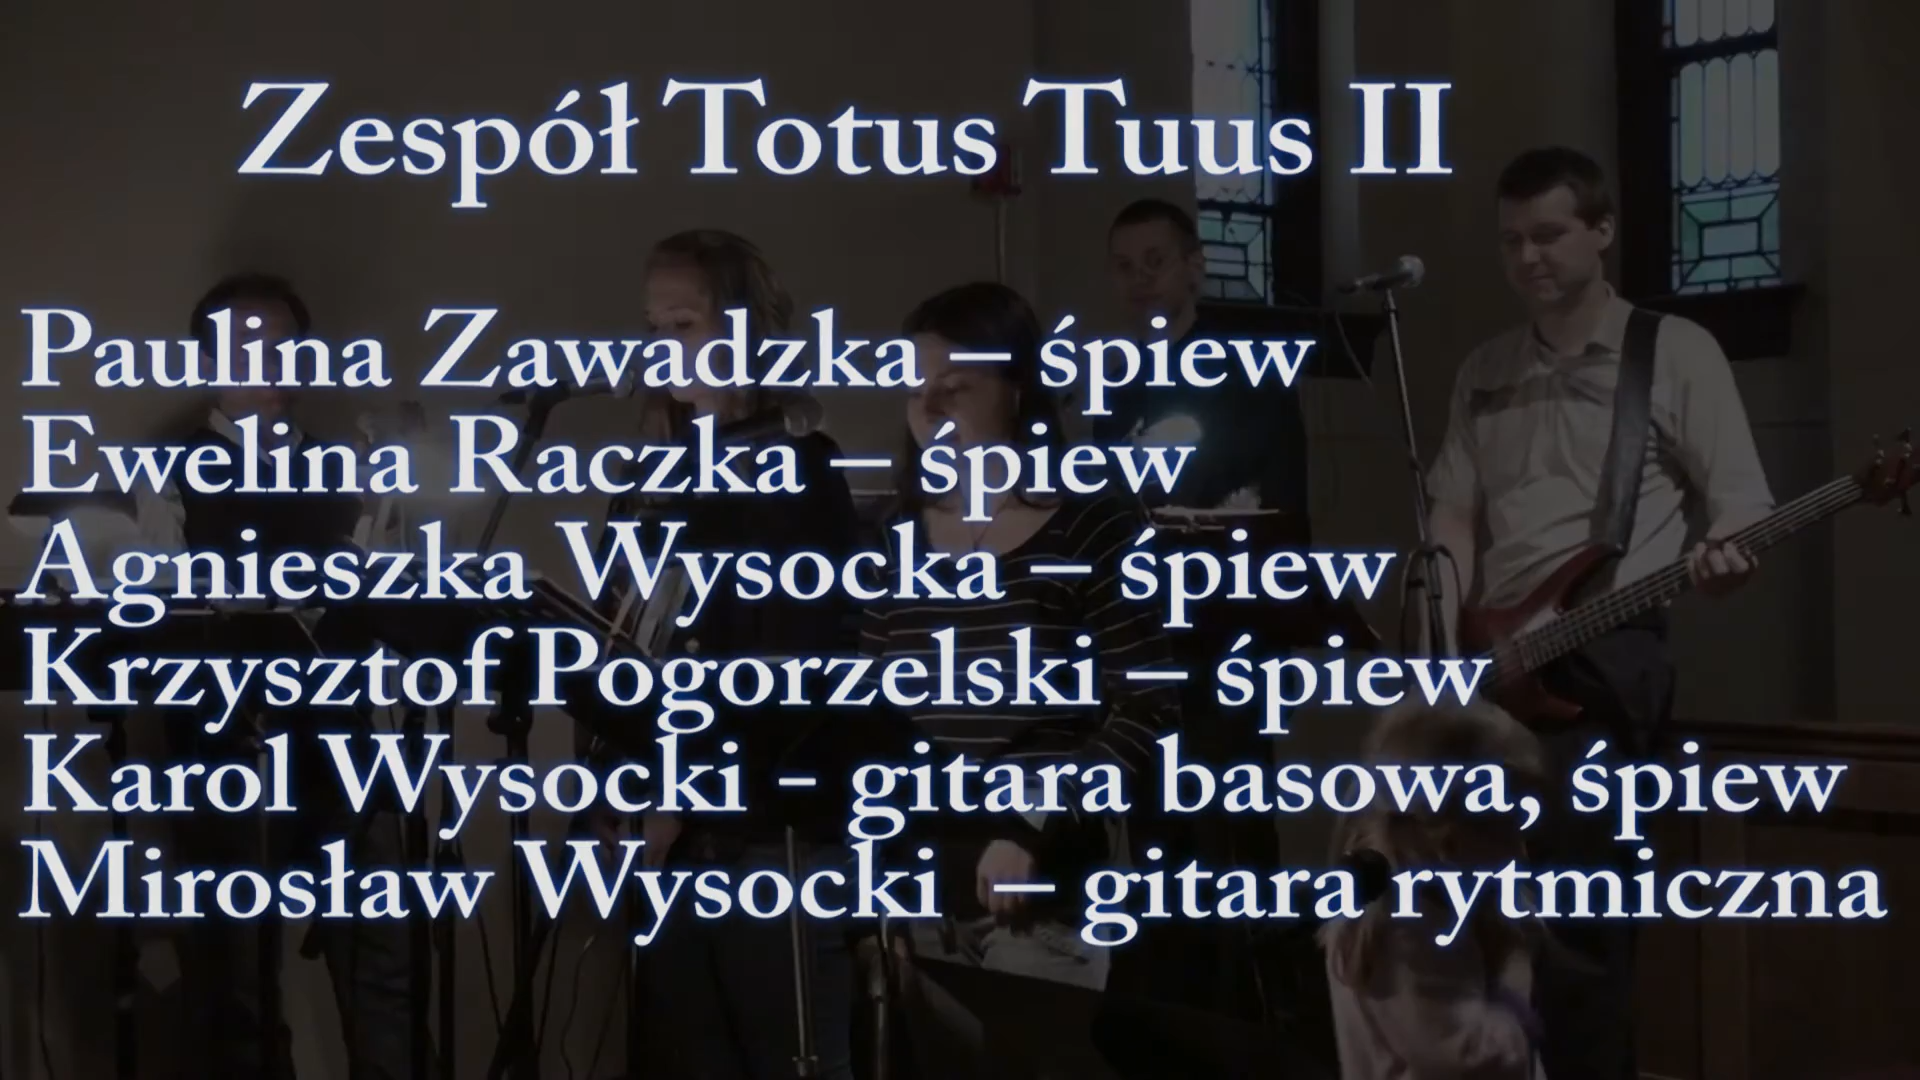 Zespół Totus Tuus II
Paulina Zawadzka – śpiew
Ewelina Raczka – śpiew
Agnieszka Wysocka – śpiew
Krzysztof Pogorzelski – śpiew
Karol Wysocki - gitara basowa, śpiew
Mirosław Wysocki – gitara rytmiczna